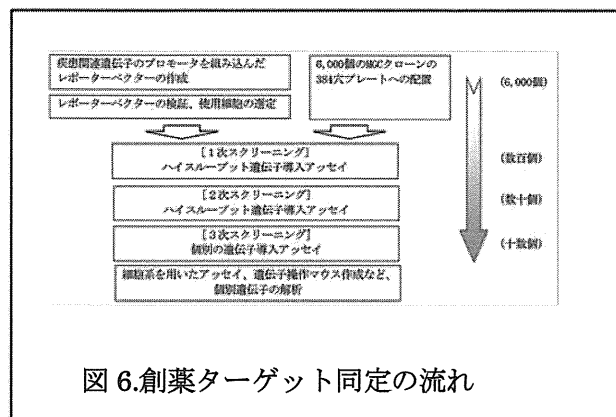 疾患関連遺伝子のプロモータを組み込んだ
レポーターベクターの作成
レポーターベクターの検証、使用細胞の選定
6,000個のMGCクローンの
384穴プレートへの配置
(6,000個)
[1次スクリーニング]
ハイスループット遺伝子導入アッセイ
(数百個)
[2次スクリーニング]
ハイスループット遺伝子導入アッセイ
(数十個)
[3次スクリーニング]
個別の遺伝子導入アッセイ
(十数個)
細胞系を用いたアッセイ、遺伝子操作マウス作成など、
個別遺伝子の解析
図 6.創薬ターゲット同定の流れ